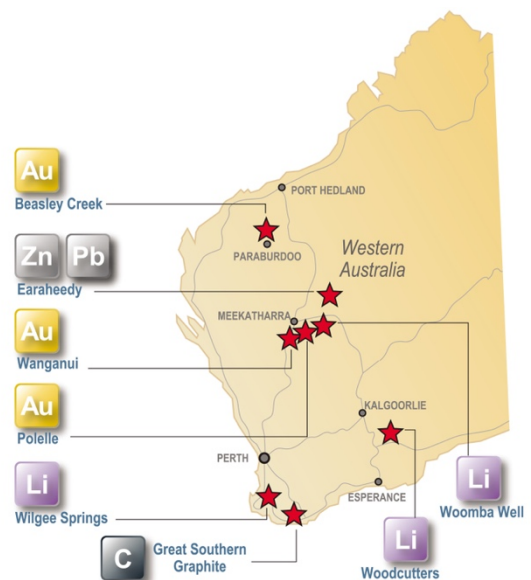 Au
Beasley Creek
PORT HEDLAND
PARABURDOO
Western
Australia
Zn Pb
Earaheedy
MEEKATHARRA
Au
Wanganui
Au
Polelle
KALGOORLIE
PERTH
Li
Wilgee Springs
ESPERANCE
Li
Woomba Well
C
Great Southern
Graphite
Li
Woodcutters